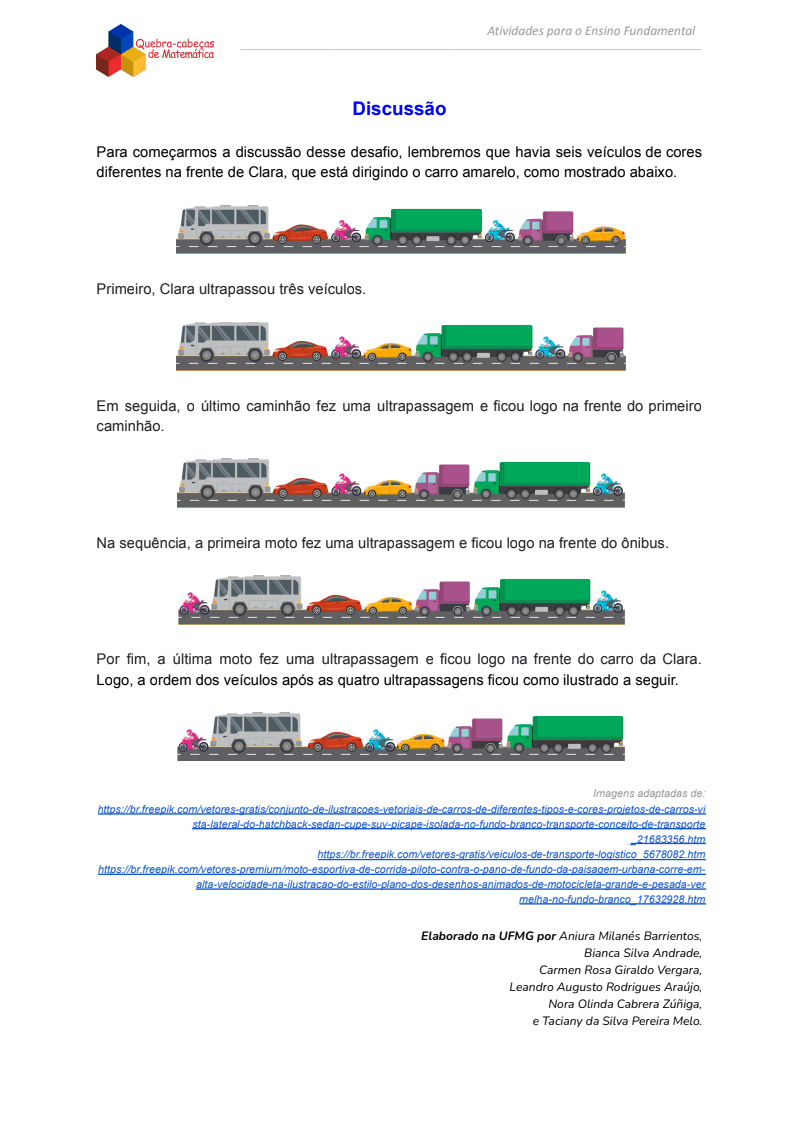 Quebra-cabeças
de Matemática
Atividades para o Ensino Fundamental
Discussão
Para começarmos a discussão desse desafio, lembremos que havia seis veículos de cores
diferentes na frente de Clara, que está dirigindo o carro amarelo, como mostrado abaixo.
Primeiro, Clara ultrapassou três veículos.
Em seguida, o último caminhão fez uma ultrapassagem e ficou logo na frente do primeiro
caminhão.
Na sequência, a primeira moto fez uma ultrapassagem e ficou logo na frente do ônibus.
Por fim, a última moto fez uma ultrapassagem e ficou logo na frente do carro da Clara.
Logo, a ordem dos veículos após as quatro ultrapassagens ficou como ilustrado a seguir.
Imagens adaptadas de:
https://br.freepik.com/vetores-gratis/conjunto-de-ilustracoes-vetoriais-de-carros-de-diferentes-tipos-e-cores-projetos-de-carros-vi
sta-lateral-do-hatchback-sedan-cupe-suv-picape-isolada-no-fundo-branco-transporte-conceito-de-transporte
_21683356.htm
https://br.freepik.com/vetores-gratis/veiculos-de-transporte-logistico_5678082.htm
https://br.freepik.com/vetores-premium/moto-esportiva-de-corrida-piloto-contra-o-pano-de-fundo-da-paisagem-urbana-corre-em-
alta-velocidade-na-ilustracao-do-estilo-plano-dos-desenhos-animados-de-motocicleta-grande-e-pesada-ver
melha-no-fundo-branco_17632928.htm
Elaborado na UFMG por Aniura Milanés Barrientos,
Bianca Silva Andrade,
Carmen Rosa Giraldo Vergara,
Leandro Augusto Rodrigues Araújo,
Nora Olinda Cabrera Zúñiga,
e Taciany da Silva Pereira Melo.